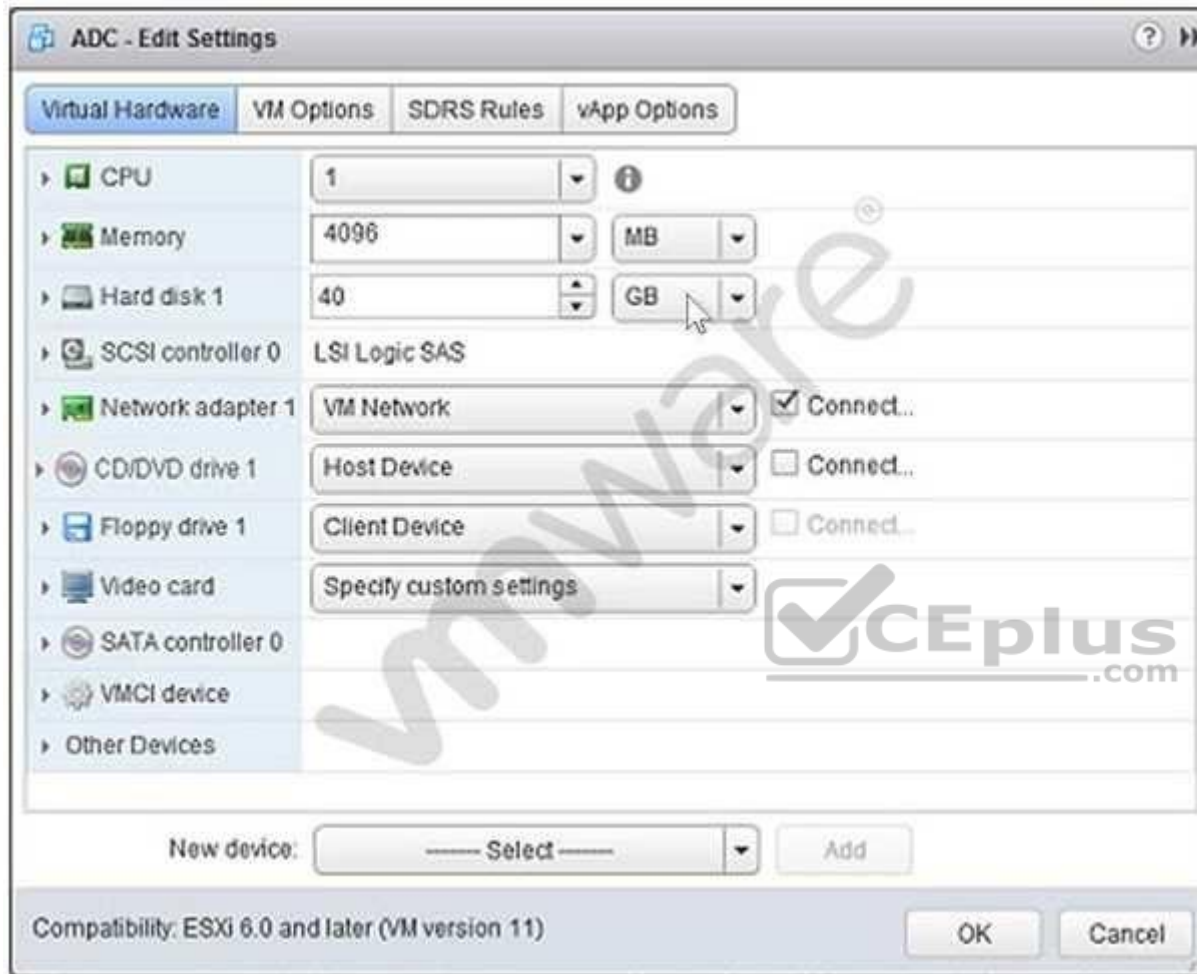 ADC - Edit Settings
?
Virtual Hardware VM Options SDRS Rules vApp Options
CPU 1
Memory 4096 MB
Hard disk 1 40 GB
SCSI controller 0 LSI Logic SAS
Network adapter 1 VM Network Connect...
CD/DVD drive 1 Host Device Connect...
Floppy drive 1 Client Device Connect...
Video card Specify custom settings
SATA controller 0
VMCI device
Other Devices
New device: ------- Select ------- Add
Compatibility: ESXi 6.0 and later (VM version 11) OK Cancel
vmware®
CEplus
.com